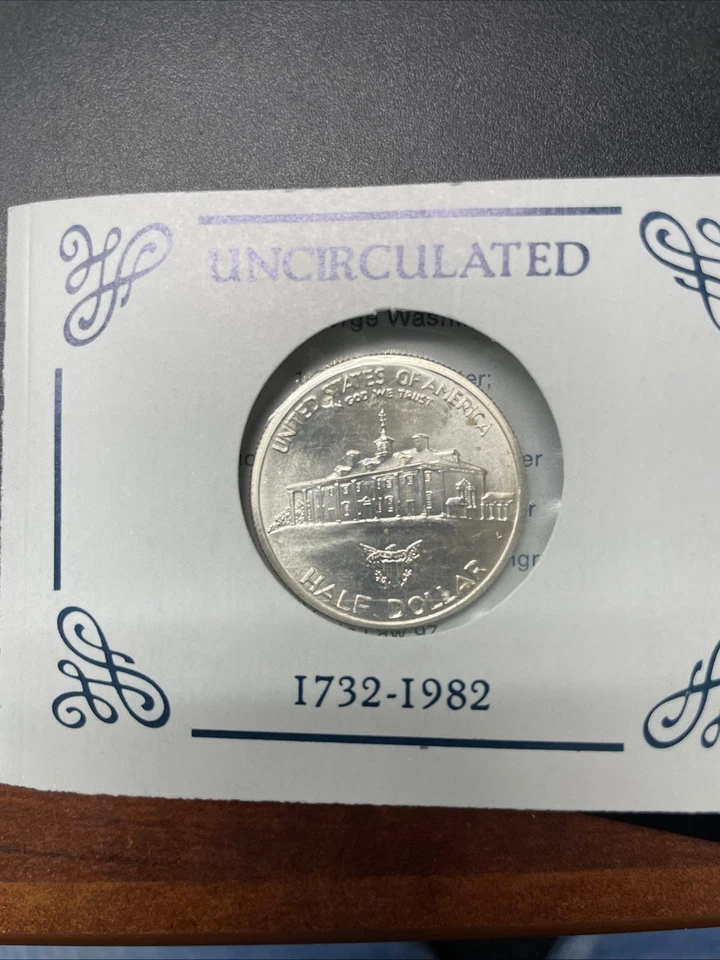 UNCIRCULATED
UNITED STATES OF AMERICA
IN GOD WE TRUST
HALF DOLLAR
1732-1982